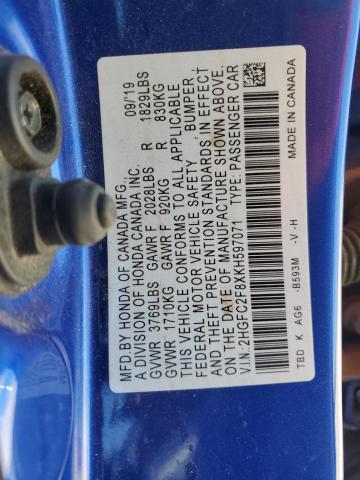 MFD.BY HONDA OF CANADA MFG. 09/'19
A DIVISION OF HONDA CANADA INC.
GVWR 3769LBS GAWR F 2028LBS R 1829LBS
GVWR 1710KG GAWR F 920KG R 830KG
THIS VEHICLE CONFORMS TO ALL APPLICABLE
FEDERAL MOTOR VEHICLE SAFETY BUMPER ,
AND THEFT PREVENTION STANDARDS IN EFFECT
ON THE DATE OF MANUFACTURE SHOWN ABOVE.
V.I.N.:2HGFC2F8XKH597071 TYPE: PASSENGER CAR
TBD K AG6 -B593M -V -H MADE IN CANADA